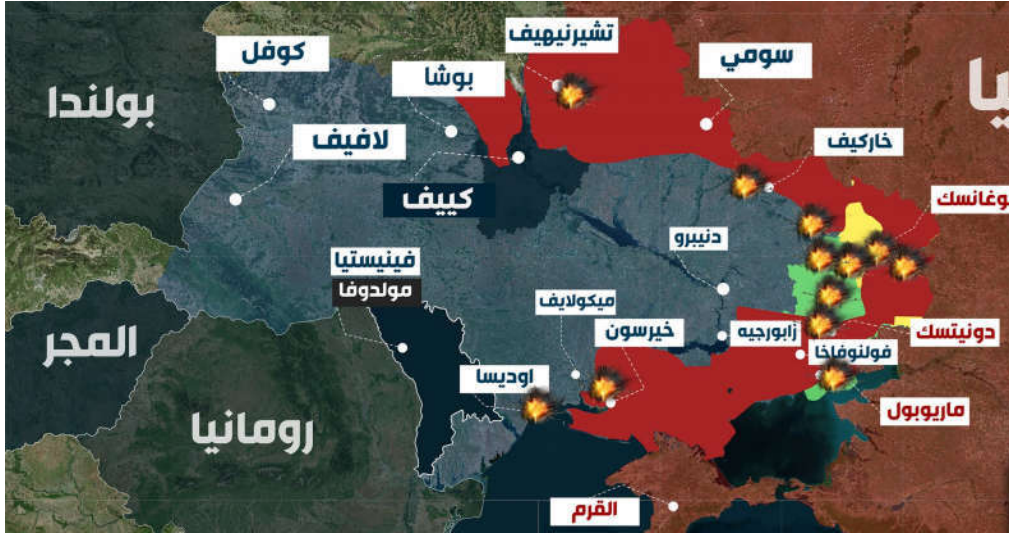 تشيرنيهيف
سومي
كوفل
بوشا
بولندا
يا
لافيف
خاركيف
كييف
وغانسك
فينيستيا
دنيبرو
مولدوفا
ميكولايف
المجر
خيرسون
زابورجيه
دونيتسك
فولنوفاخا
اوديسا
رومانيا
ماريوبول
القرم